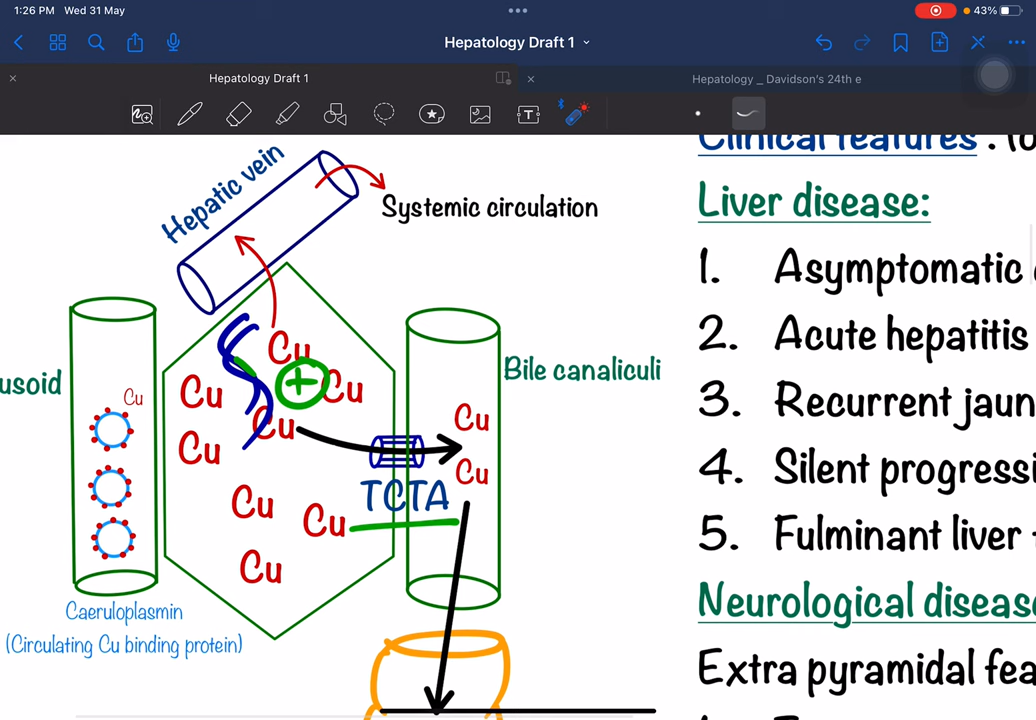 1:26 PM Wed 31 May
43%
Hepatology Draft 1
Hepatology Draft 1
Hepatology _ Davidson's 24th e
T
Hepatic vein
Systemic circulation
Cu
Cu
Cu
Cu
Cu
Cu
Cu
Cu
+
usoid
Cu
Bile canaliculi
Cu
Cu
TCTA
Caeruloplasmin
(Circulating Cu binding protein)
Clinical features :
Liver disease:
1. Asymptomatic
2. Acute hepatitis
3. Recurrent jaun
4. Silent progressi
5. Fulminant liver
Neurological disease
Extra pyramidal fea